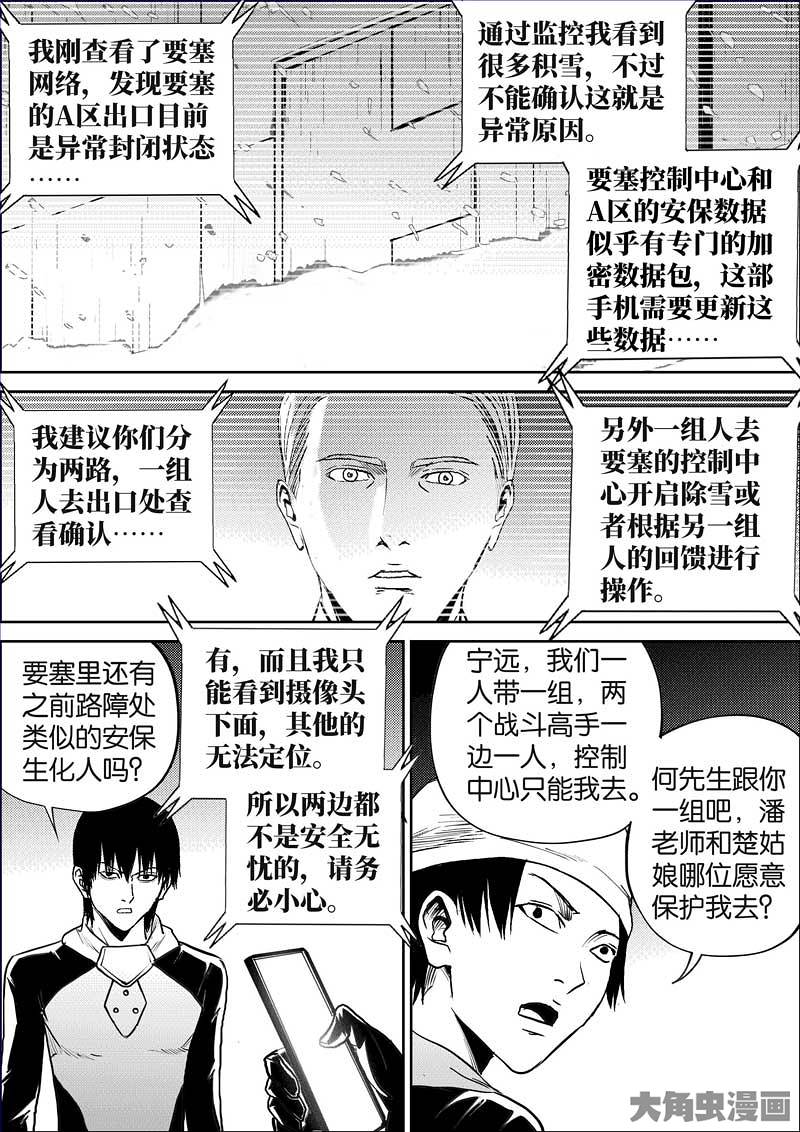 我刚查看了要塞
网络，发现要塞
的A区出口目前
是异常封闭状态
……
通过监控我看到
很多积雪，不过
不能确认这就是
异常原因。
要塞控制中心和
A区的安保数据
似乎有专门的加
密数据包，这部
手机需要更新这
些数据……
我建议你们分
为两路，一组
人去出口处查
看确认……
另外一组人去
要塞的控制中
心开启除雪或
者根据另一组
人的回馈进行
操作。
要塞里还有
之前路障处
类似的安保
生化人吗？
有，而且我只
能看到摄像头
下面，其他的
无法定位。
所以两边都
不是安全无
忧的，请务
必小心。
宁远，我们一
人带一组，两
个战斗高手一
边一人，控制
中心只能我去。
何先生跟你
一组吧，潘
老师和楚姑
娘哪位愿意
保护我去？
大角虫漫画